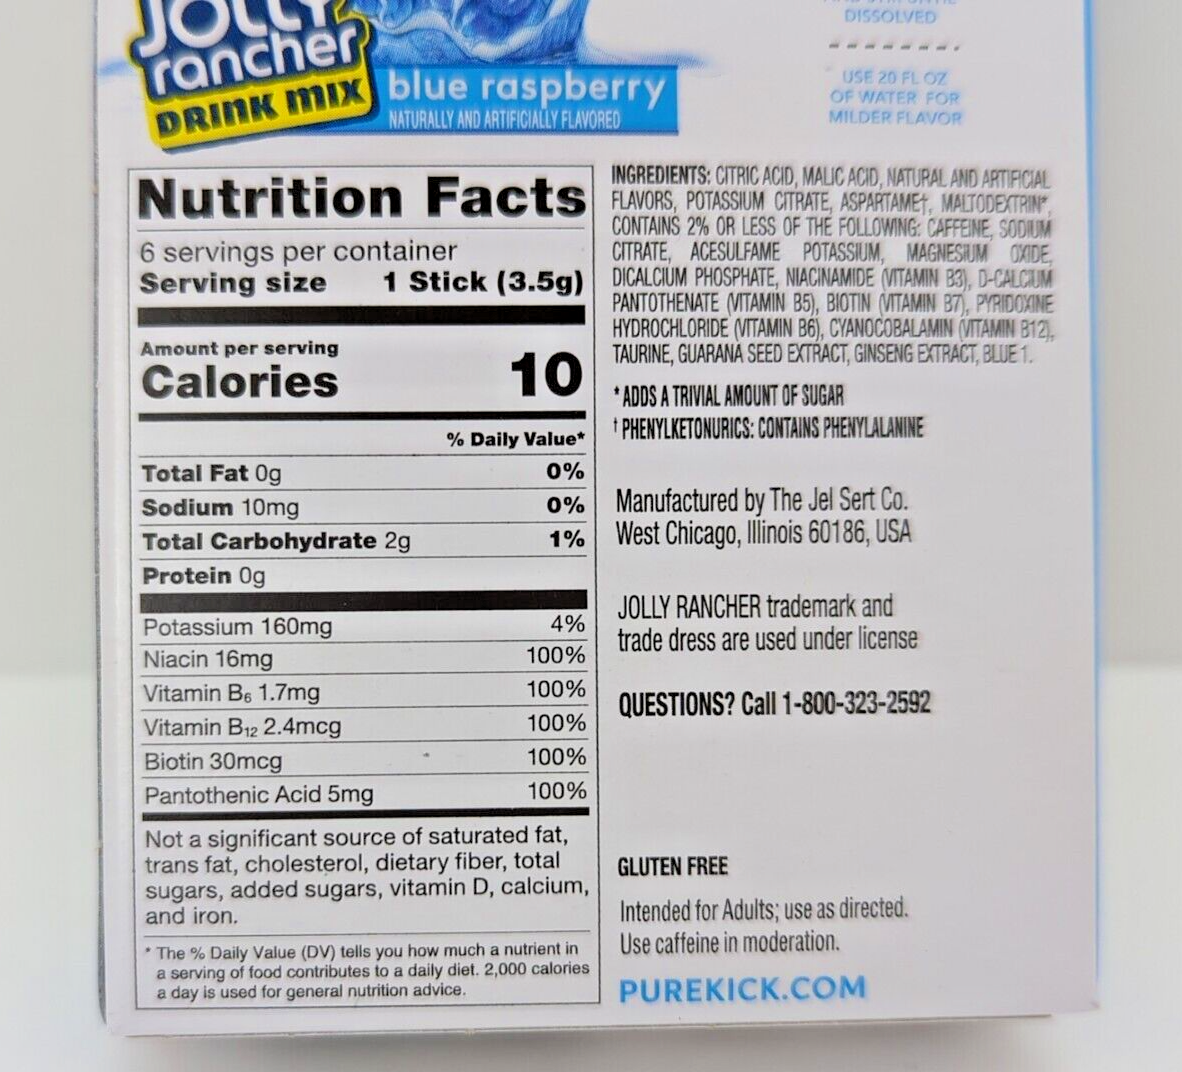 JOLLY
rancher
DRINK MIX
blue raspberry
NATURALLY AND ARTIFICIALLY FLAVORED
DISSOLVED
USE 20 FL OZ
OF WATER FOR
MILDER FLAVOR
Nutrition Facts
6 servings per container
Serving size 1 Stick (3.5g)
Amount per serving
Calories 10
% Daily Value*
Total Fat 0g 0%
Sodium 10mg 0%
Total Carbohydrate 2g 1%
Protein 0g
Potassium 160mg 4%
Niacin 16mg 100%
Vitamin B6 1.7mg 100%
Vitamin B12 2.4mcg 100%
Biotin 30mcg 100%
Pantothenic Acid 5mg 100%
Not a significant source of saturated fat,
trans fat, cholesterol, dietary fiber, total
sugars, added sugars, vitamin D, calcium,
and iron.
* The % Daily Value (DV) tells you how much a nutrient in
a serving of food contributes to a daily diet. 2,000 calories
a day is used for general nutrition advice.
INGREDIENTS: CITRIC ACID, MALIC ACID, NATURAL AND ARTIFICIAL
FLAVORS, POTASSIUM CITRATE, ASPARTAME†, MALTODEXTRIN*,
CONTAINS 2% OR LESS OF THE FOLLOWING: CAFFEINE, SODIUM
CITRATE, ACESULFAME POTASSIUM, MAGNESIUM OXIDE,
DICALCIUM PHOSPHATE, NIACINAMIDE (VITAMIN B3), D-CALCIUM
PANTOTHENATE (VITAMIN B5), BIOTIN (VITAMIN B7), PYRIDOXINE
HYDROCHLORIDE (VITAMIN B6), CYANOCOBALAMIN (VITAMIN B12),
TAURINE, GUARANA SEED EXTRACT, GINSENG EXTRACT, BLUE 1.
* ADDS A TRIVIAL AMOUNT OF SUGAR
† PHENYLKETONURICS: CONTAINS PHENYLALANINE
Manufactured by The Jel Sert Co.
West Chicago, Illinois 60186, USA
JOLLY RANCHER trademark and
trade dress are used under license
QUESTIONS? Call 1-800-323-2592
GLUTEN FREE
Intended for Adults; use as directed.
Use caffeine in moderation.
PUREKICK.COM